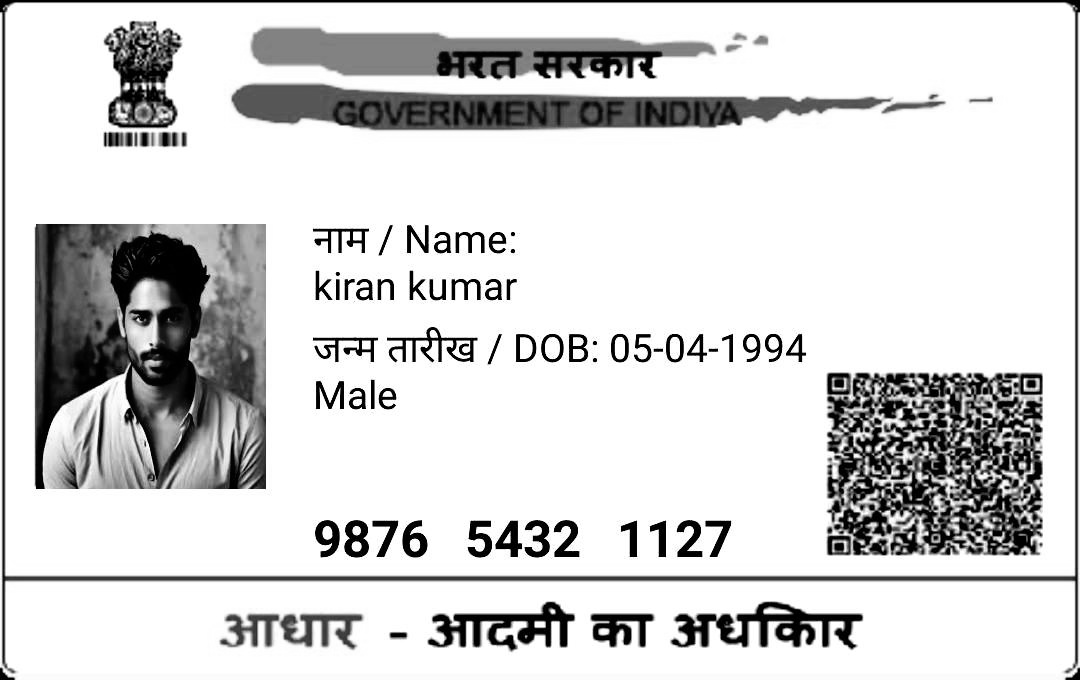 भरत सरकार
GOVERNMENT OF INDIYA
नाम / Name:
kiran kumar
जन्म तारीख / DOB: 05-04-1994
Male
9876 5432 1127
आधार - आदमी का अधकिार